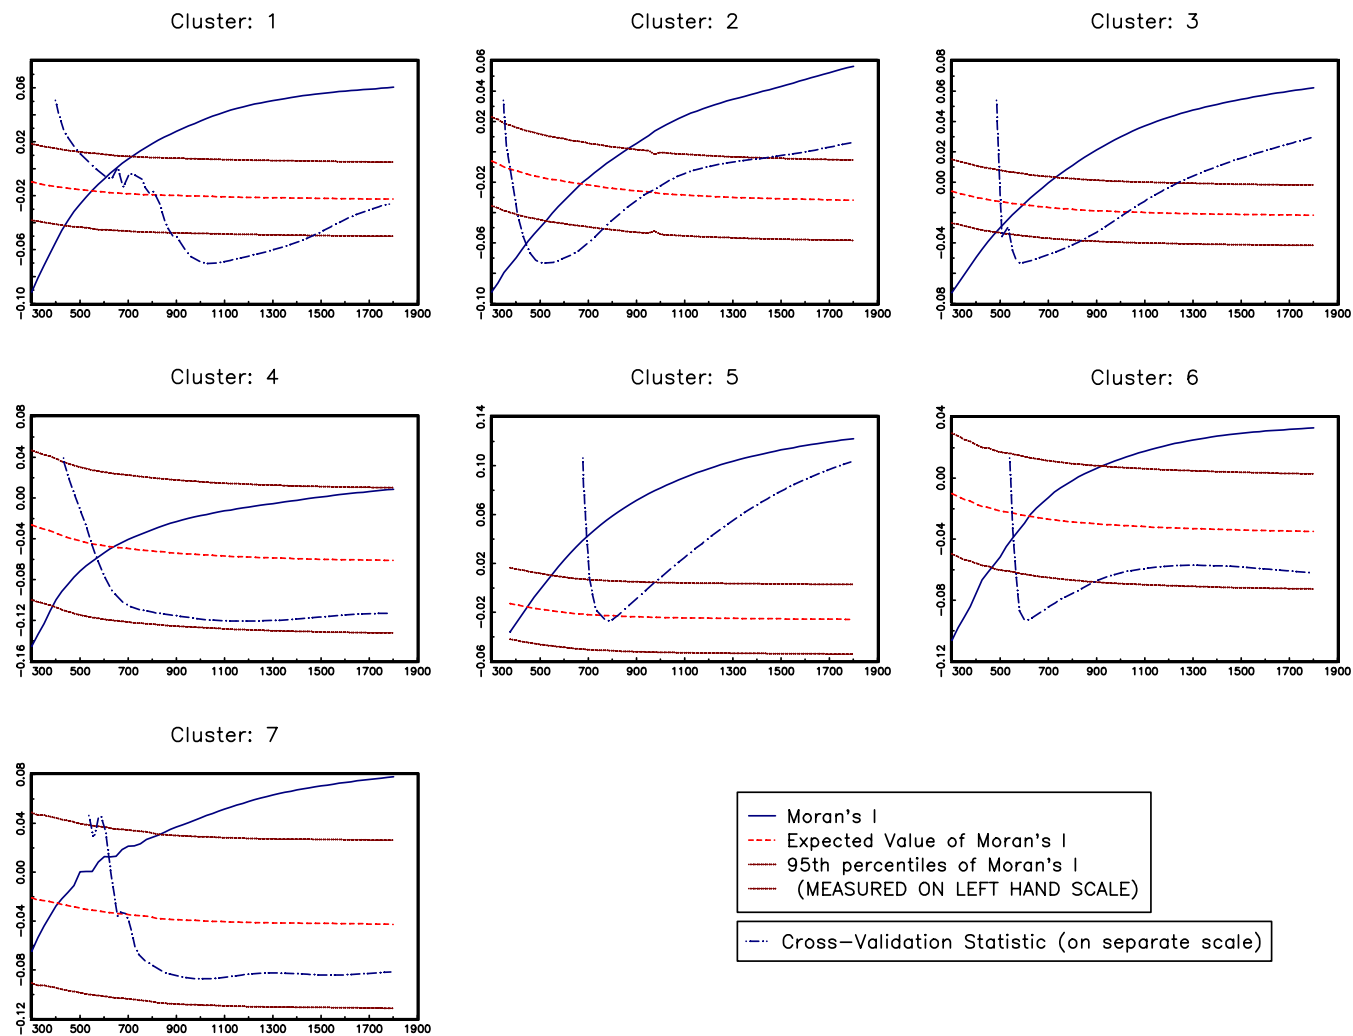 Cluster: 1
0.06
0.02
−0.02
−0.06
−0.10
300 500 700 900 1100 1300 1500 1700 1900
Cluster: 2
0.06
0.04
0.02
−0.02
−0.06
−0.10
300 500 700 900 1100 1300 1500 1700 1900
Cluster: 3
0.08
0.06
0.04
0.02
0.00
−0.04
−0.08
300 500 700 900 1100 1300 1500 1700 1900
Cluster: 4
0.08
0.04
0.00
−0.04
−0.08
−0.12
−0.16
300 500 700 900 1100 1300 1500 1700 1900
Cluster: 5
0.14
0.10
0.06
0.02
−0.02
−0.06
300 500 700 900 1100 1300 1500 1700 1900
Cluster: 6
0.04
0.00
−0.04
−0.08
−0.12
300 500 700 900 1100 1300 1500 1700 1900
Cluster: 7
0.08
0.04
0.00
−0.04
−0.08
−0.12
300 500 700 900 1100 1300 1500 1700 1900
Moran's I
Expected Value of Moran's I
95th percentiles of Moran's I
(MEASURED ON LEFT HAND SCALE)
Cross−Validation Statistic (on separate scale)